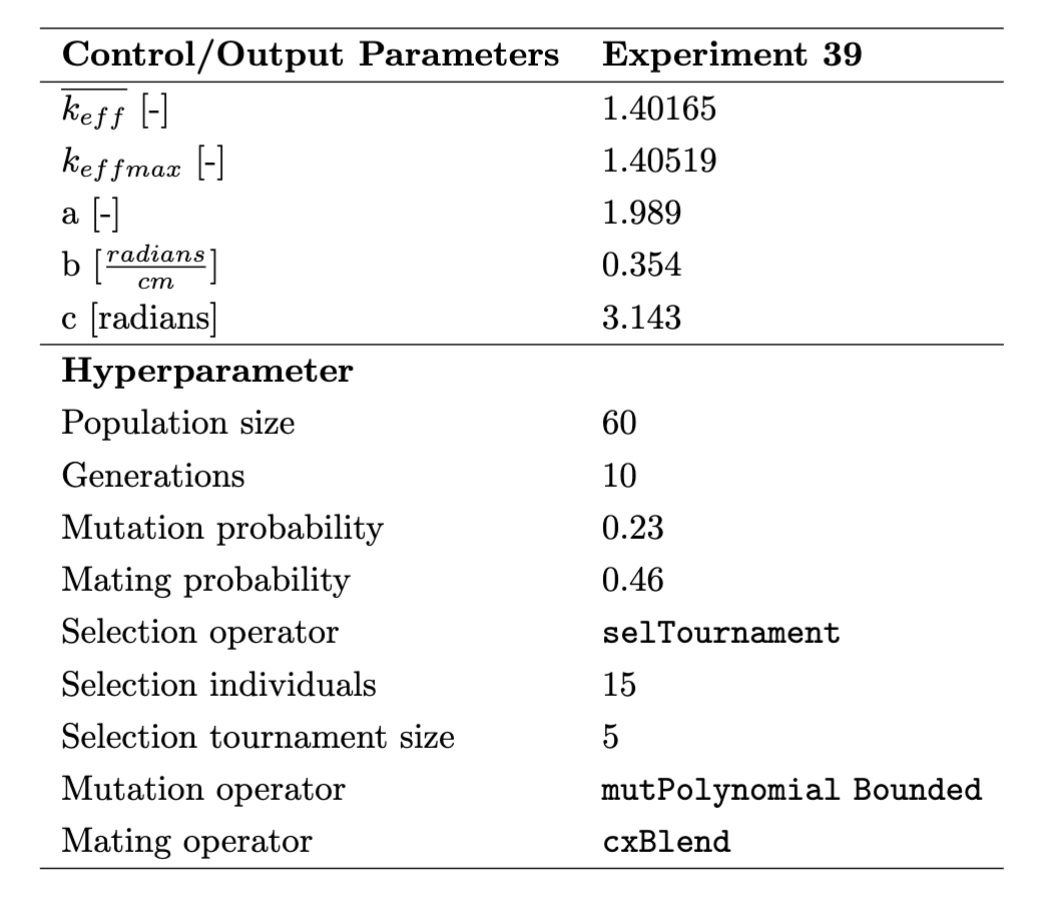 Control/Output Parameters Experiment 39
$\overline{k_{eff}}$ [-] 1.40165
$k_{effmax}$ [-] 1.40519
a [-] 1.989
b [$\frac{radians}{cm}$] 0.354
c [radians] 3.143
Hyperparameter
Population size 60
Generations 10
Mutation probability 0.23
Mating probability 0.46
Selection operator selTournament
Selection individuals 15
Selection tournament size 5
Mutation operator mutPolynomial Bounded
Mating operator cxBlend